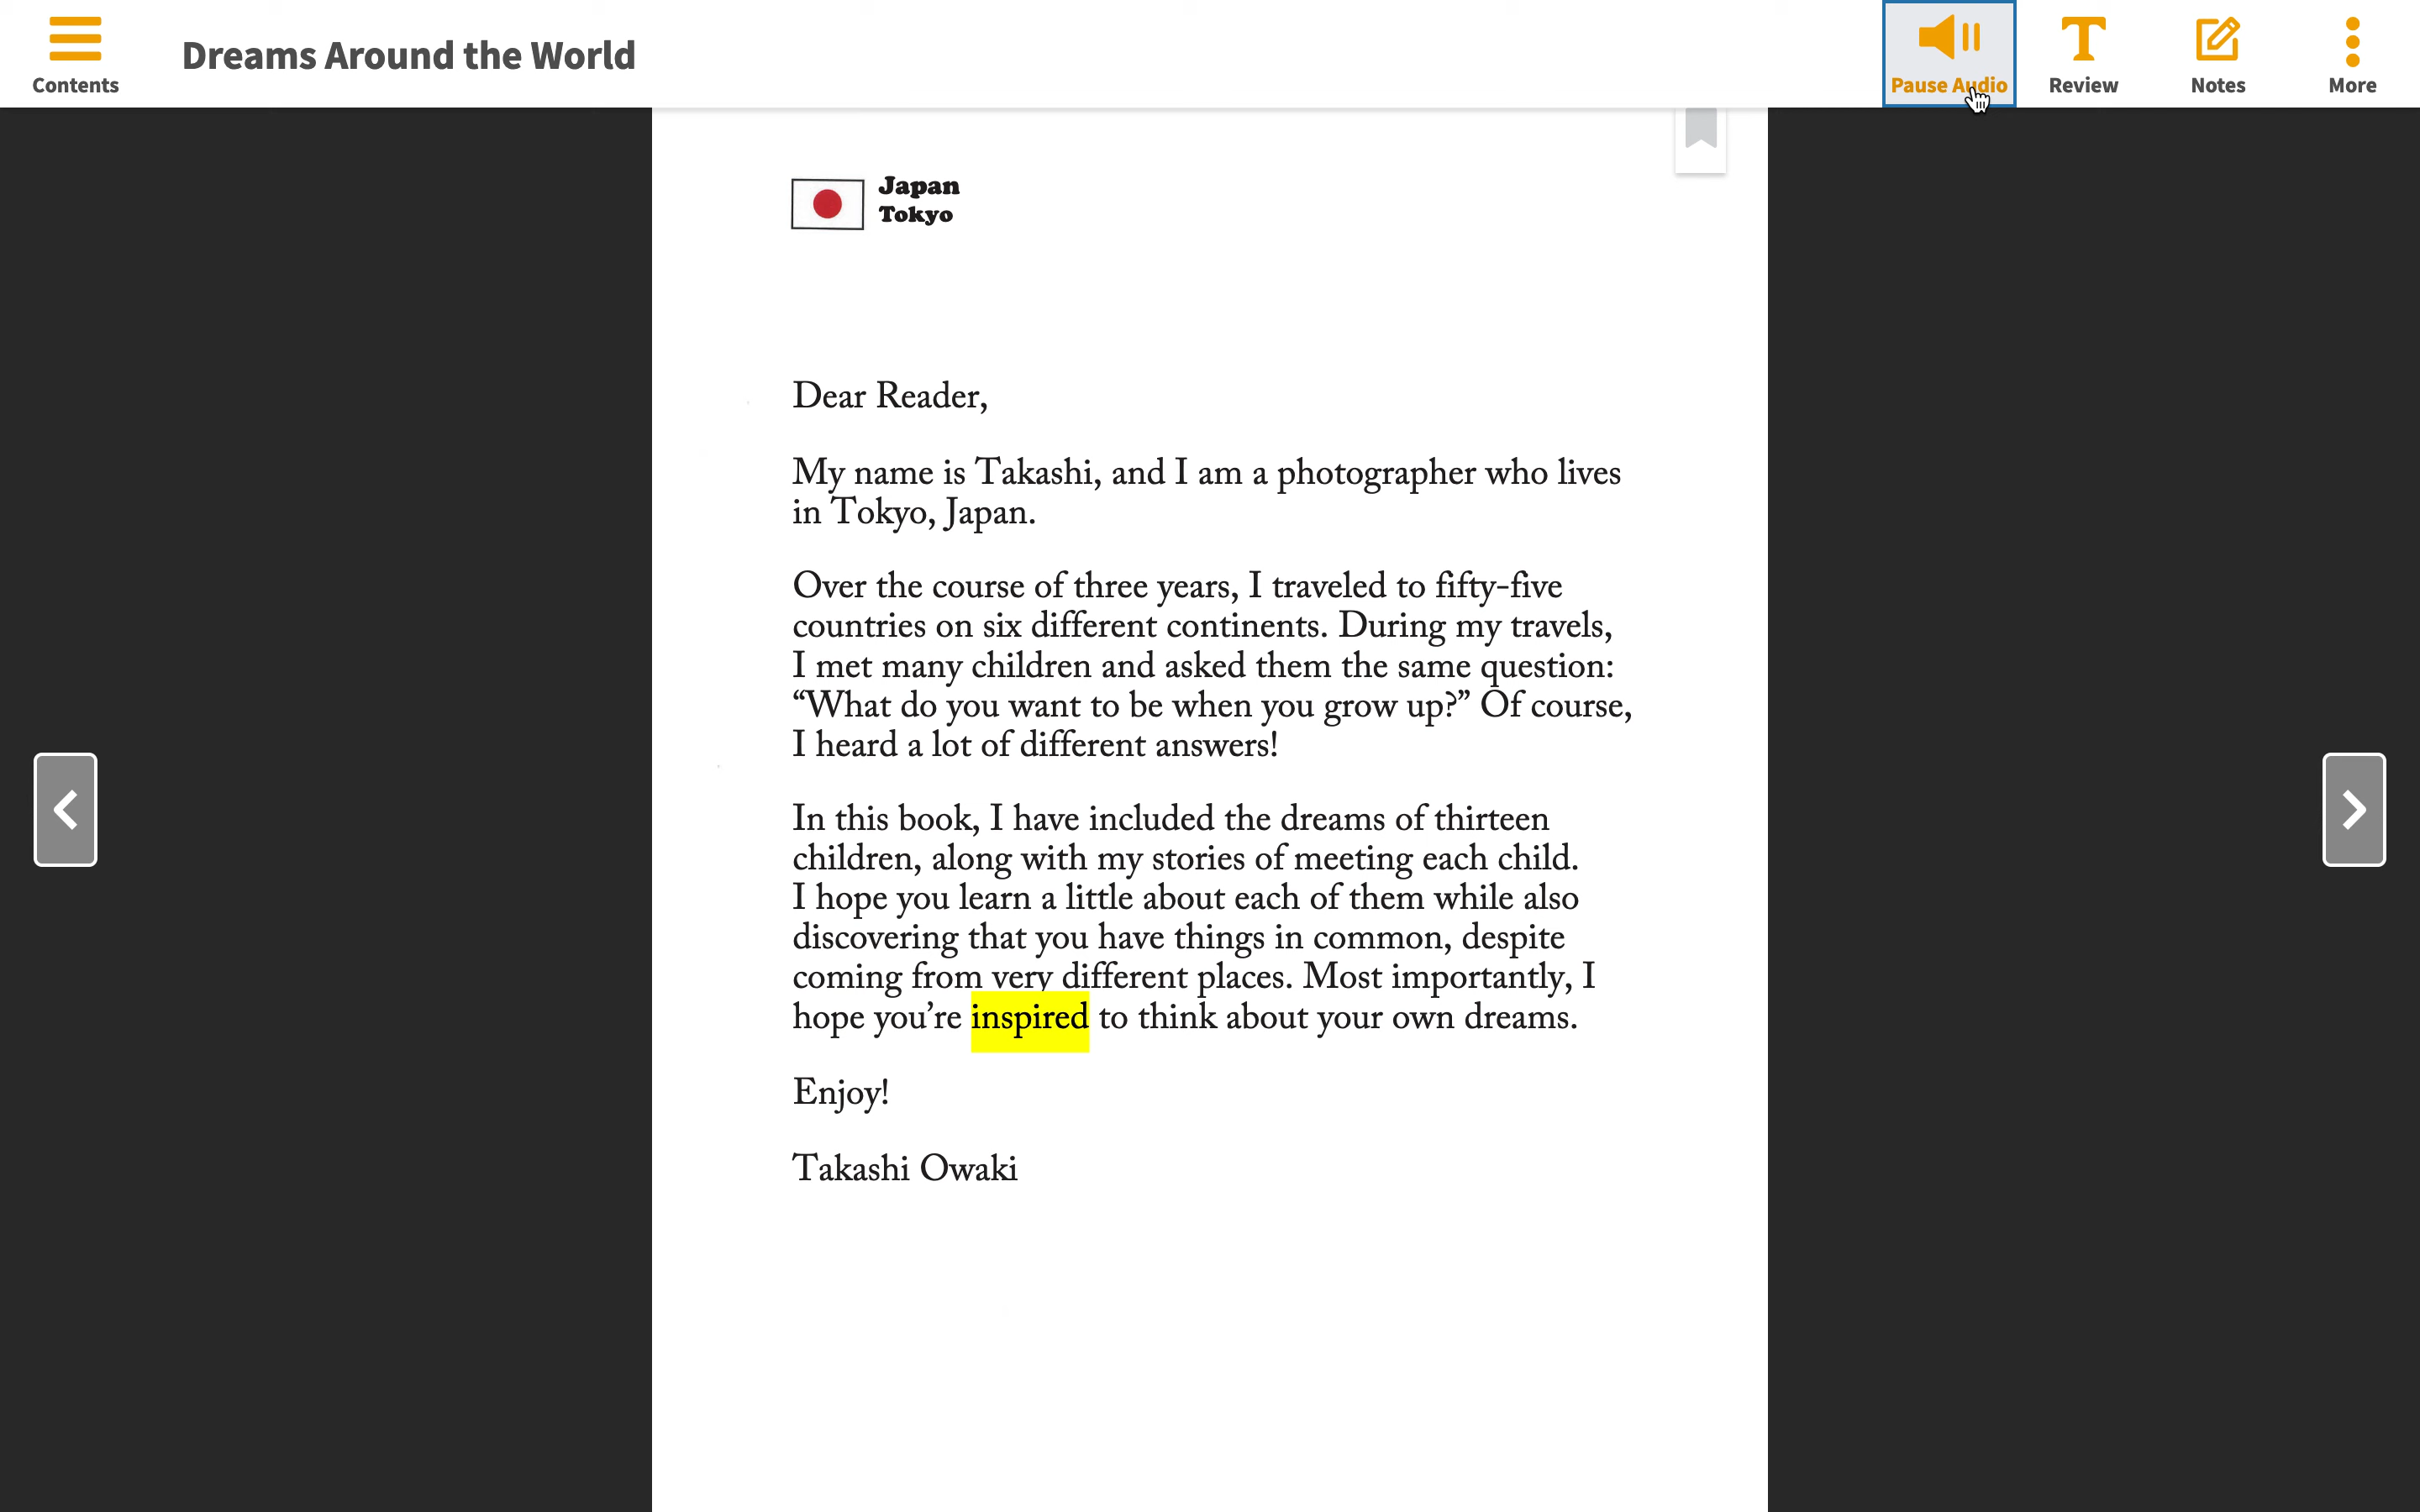 Contents
Dreams Around the World
Pause Audio
Review
Notes
More
Japan
Tokyo
Dear Reader,
My name is Takashi, and I am a photographer who lives
in Tokyo, Japan.
Over the course of three years, I traveled to fifty-five
countries on six different continents. During my travels,
I met many children and asked them the same question:
“What do you want to be when you grow up?” Of course,
I heard a lot of different answers!
In this book, I have included the dreams of thirteen
children, along with my stories of meeting each child.
I hope you learn a little about each of them while also
discovering that you have things in common, despite
coming from very different places. Most importantly, I
hope you’re inspired to think about your own dreams.
Enjoy!
Takashi Owaki